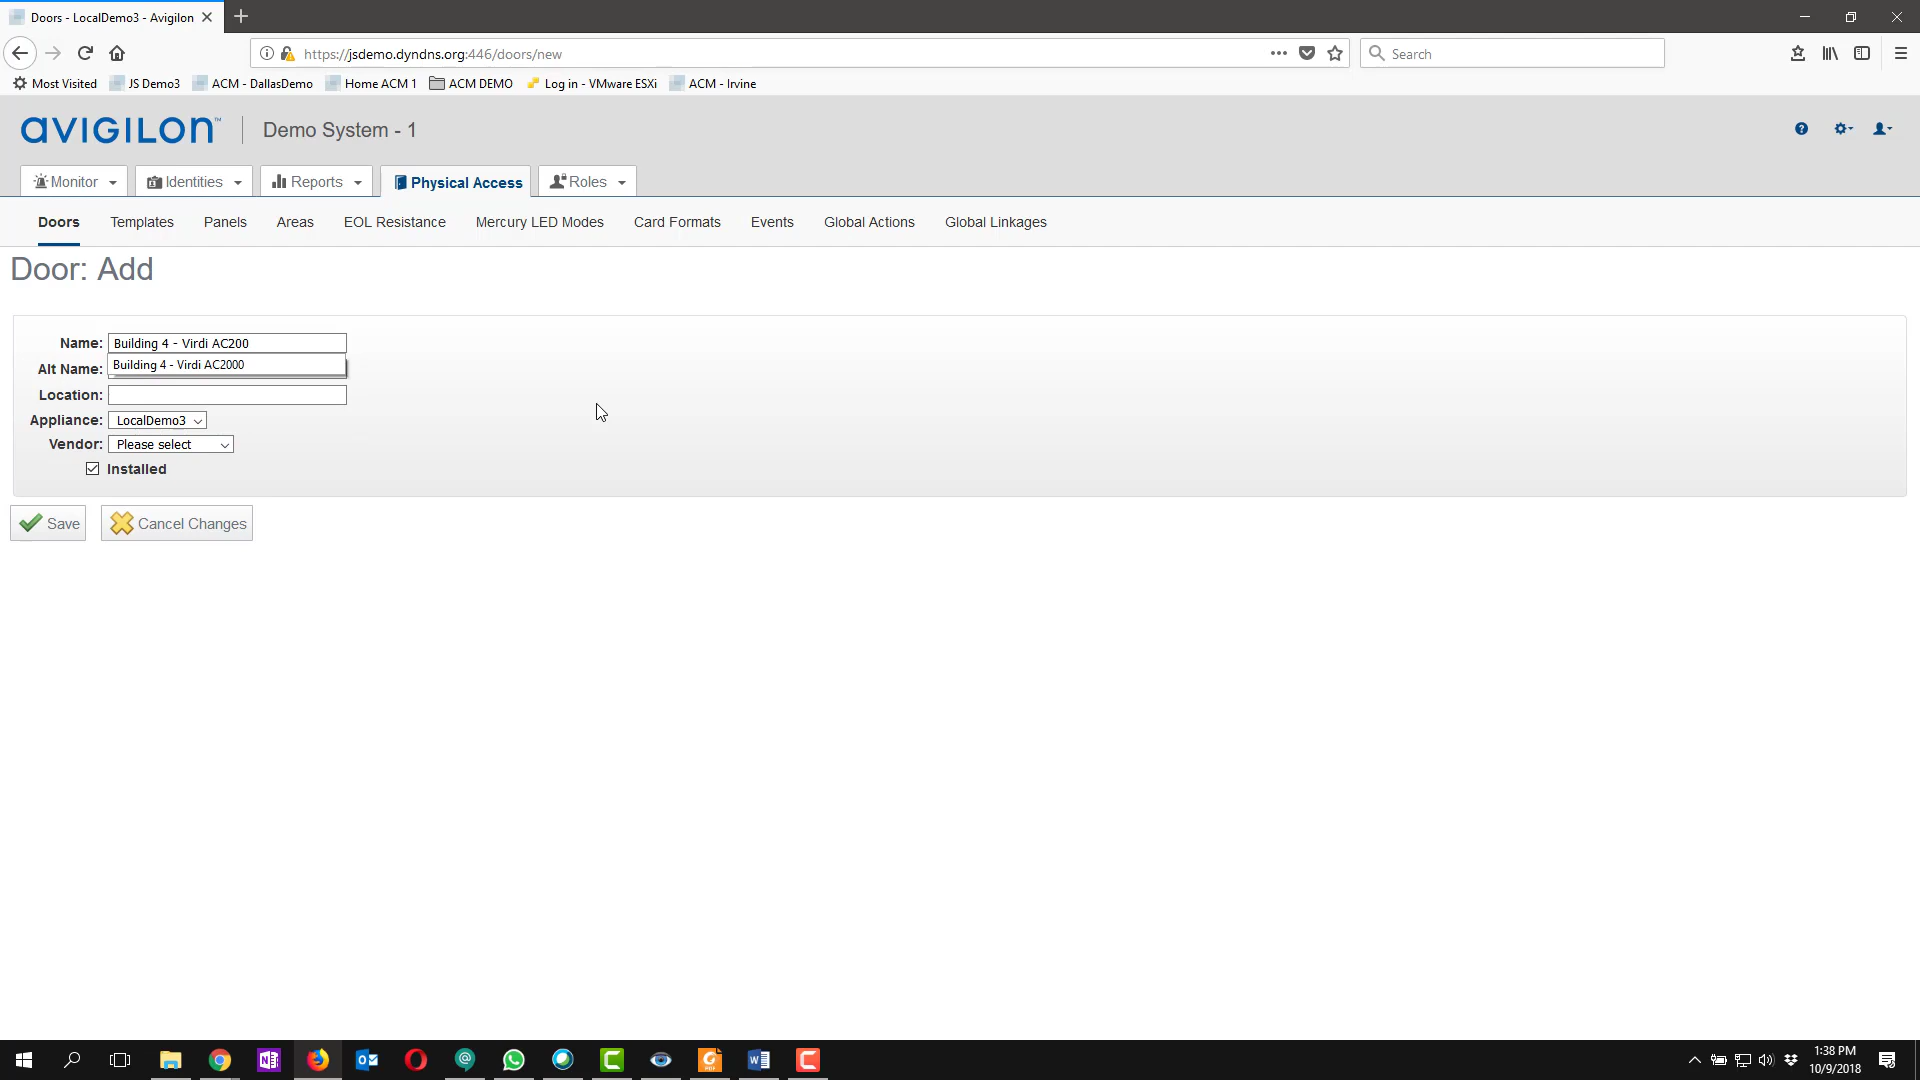 Doors - LocalDemo3 - Avigilon
https://jsdemo.dyndns.org:446/doors/new
Search
Most Visited
JS Demo3
ACM - DallasDemo
Home ACM 1
ACM DEMO
Log in - VMware ESXi
ACM - Irvine
avigilon™
Demo System - 1
Monitor
Identities
Reports
Physical Access
Roles
Doors
Templates
Panels
Areas
EOL Resistance
Mercury LED Modes
Card Formats
Events
Global Actions
Global Linkages
Door: Add
Name: Building 4 - Virdi AC200
Building 4 - Virdi AC2000
Alt Name:
Location:
Appliance: LocalDemo3
Vendor: Please select
Installed
Save
Cancel Changes
1:38 PM
10/9/2018